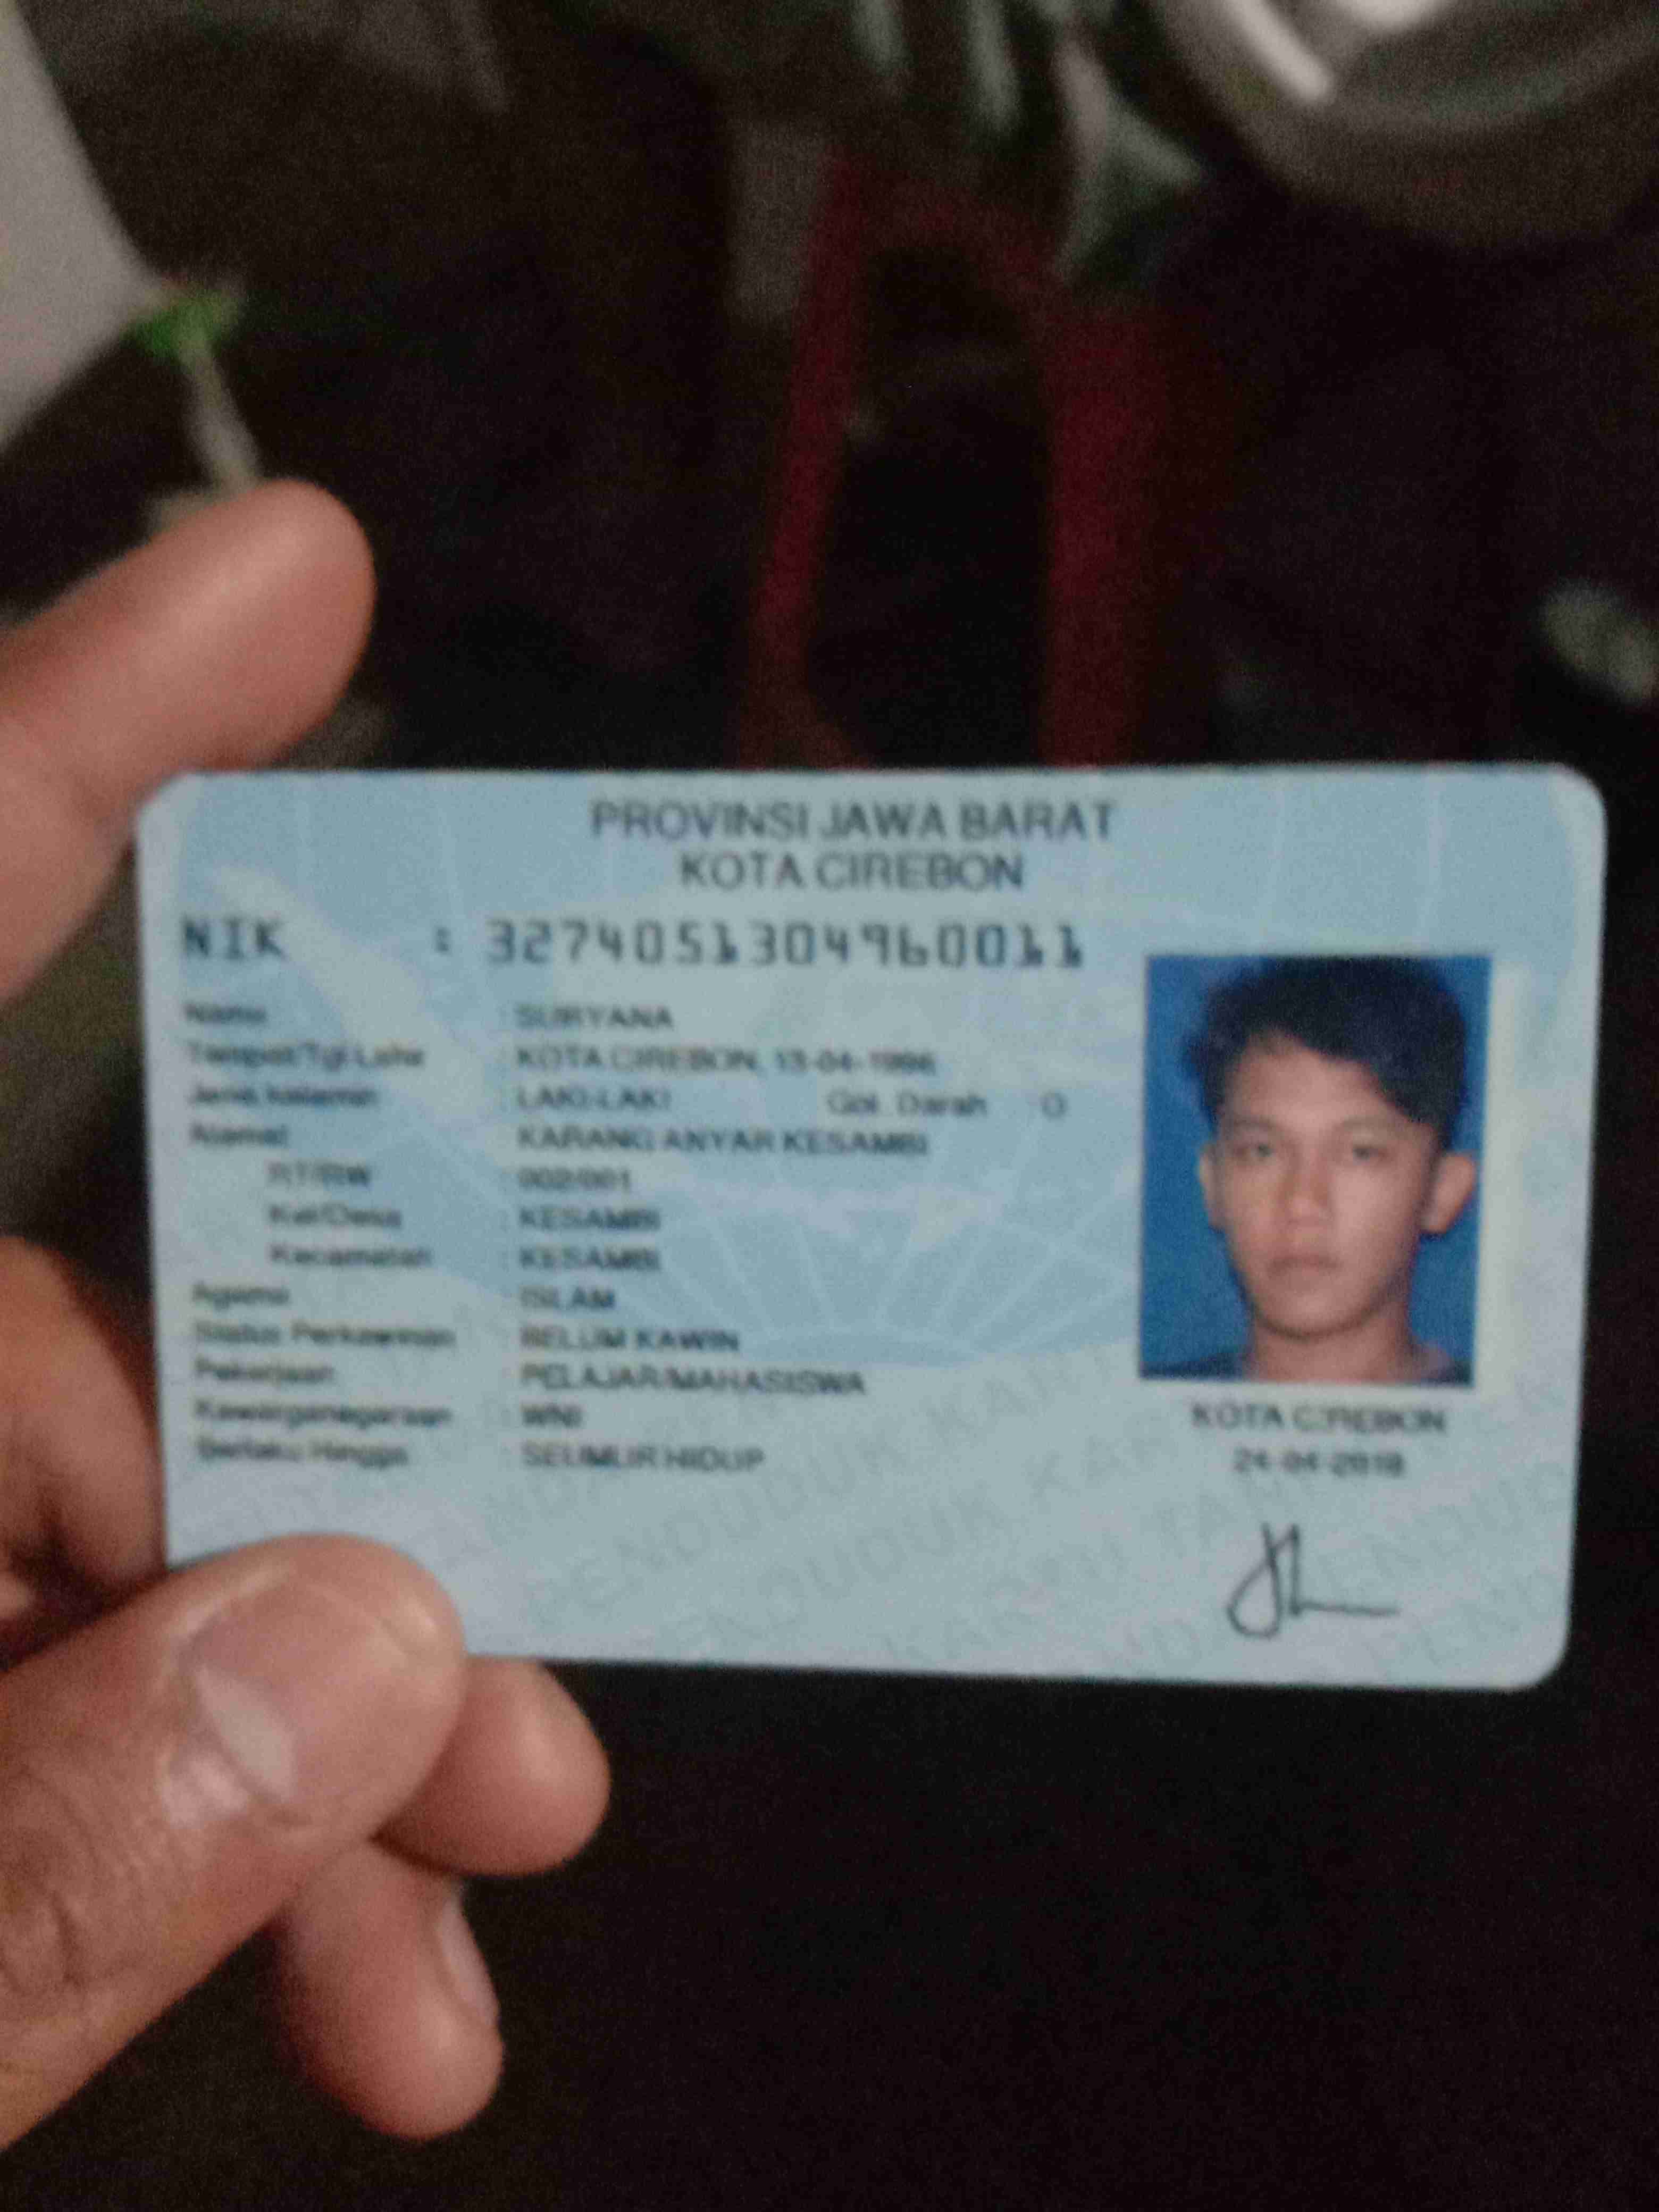 PROVINSI JAWA BARAT
KOTA CIREBON
NIK : 3274051304960011
Nama : SURYANA
Tempat/Tgl Lahir : KOTA CIREBON, 13-04-1996
Jenis kelamin : LAKI-LAKI Gol. Darah : O
Alamat : KARANG ANYAR KESAMBI
RT/RW : 002/001
Kel/Desa : KESAMBI
Kecamatan : KESAMBI
Agama : ISLAM
Status Perkawinan : BELUM KAWIN
Pekerjaan : PELAJAR/MAHASISWA
Kewarganegaraan : WNI
Berlaku Hingga : SEUMUR HIDUP
KOTA CIREBON
24-04-2018